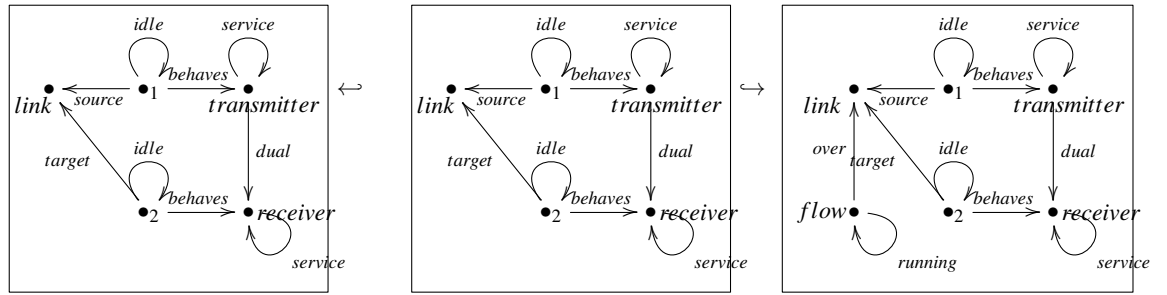 idle service
behaves
1
link source transmitter
target idle dual
behaves
2 receiver
service
↩
idle service
behaves
1
link source transmitter
target idle dual
behaves
2 receiver
service
↪
idle service
behaves
1
link source transmitter
over target idle dual
behaves
flow 2 receiver
running service